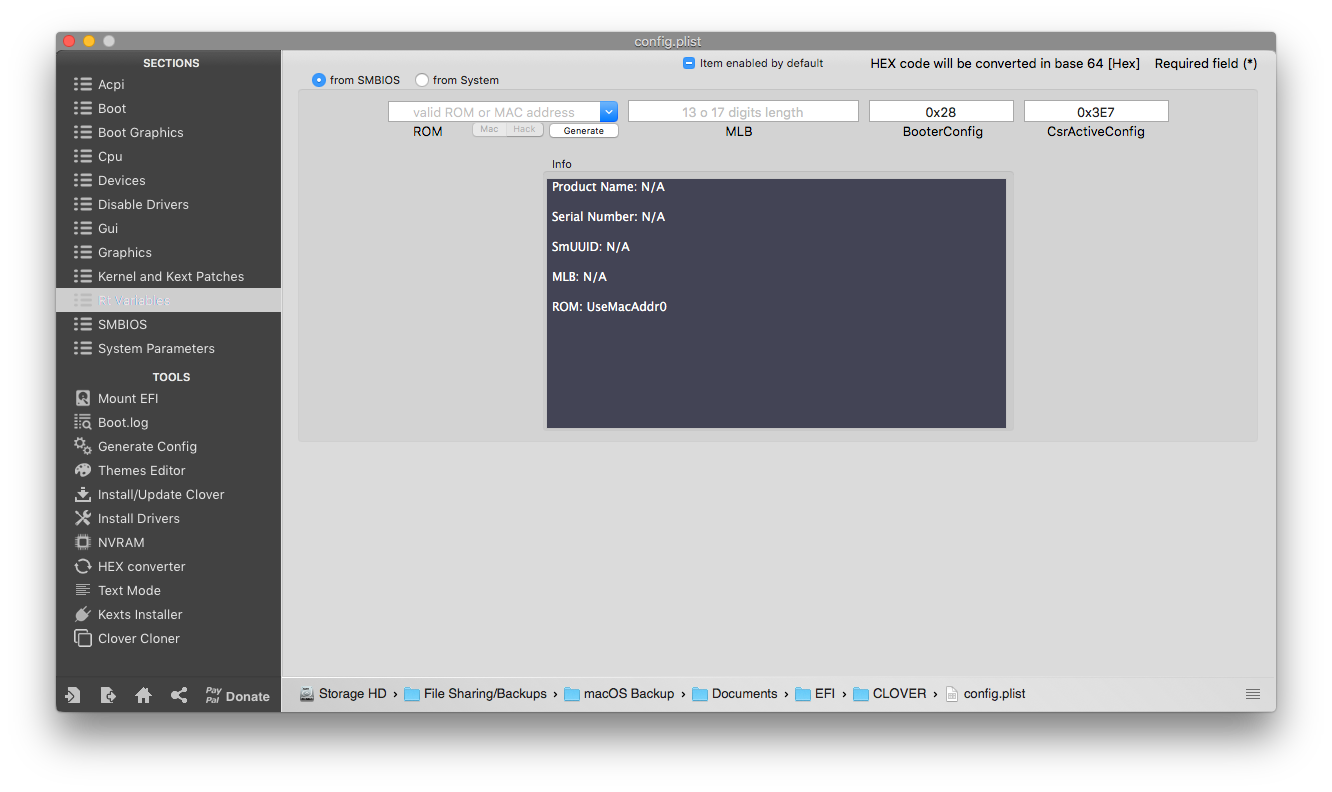 config.plist
SECTIONS
Acpi
Boot
Boot Graphics
Cpu
Devices
Disable Drivers
Gui
Graphics
Kernel and Kext Patches
Rt Variables
SMBIOS
System Parameters
TOOLS
Mount EFI
Boot.log
Generate Config
Themes Editor
Install/Update Clover
Install Drivers
NVRAM
HEX converter
Text Mode
Kexts Installer
Clover Cloner
Pay
Pal
Donate
Item enabled by default
HEX code will be converted in base 64 [Hex]
Required field (*)
from SMBIOS
from System
valid ROM or MAC address
13 o 17 digits length
0x28
0x3E7
ROM
Mac
Hack
Generate
MLB
BooterConfig
CsrActiveConfig
Info
Product Name: N/A
Serial Number: N/A
SmUUID: N/A
MLB: N/A
ROM: UseMacAddr0
Storage HD › File Sharing/Backups › macOS Backup › Documents › EFI › CLOVER › config.plist